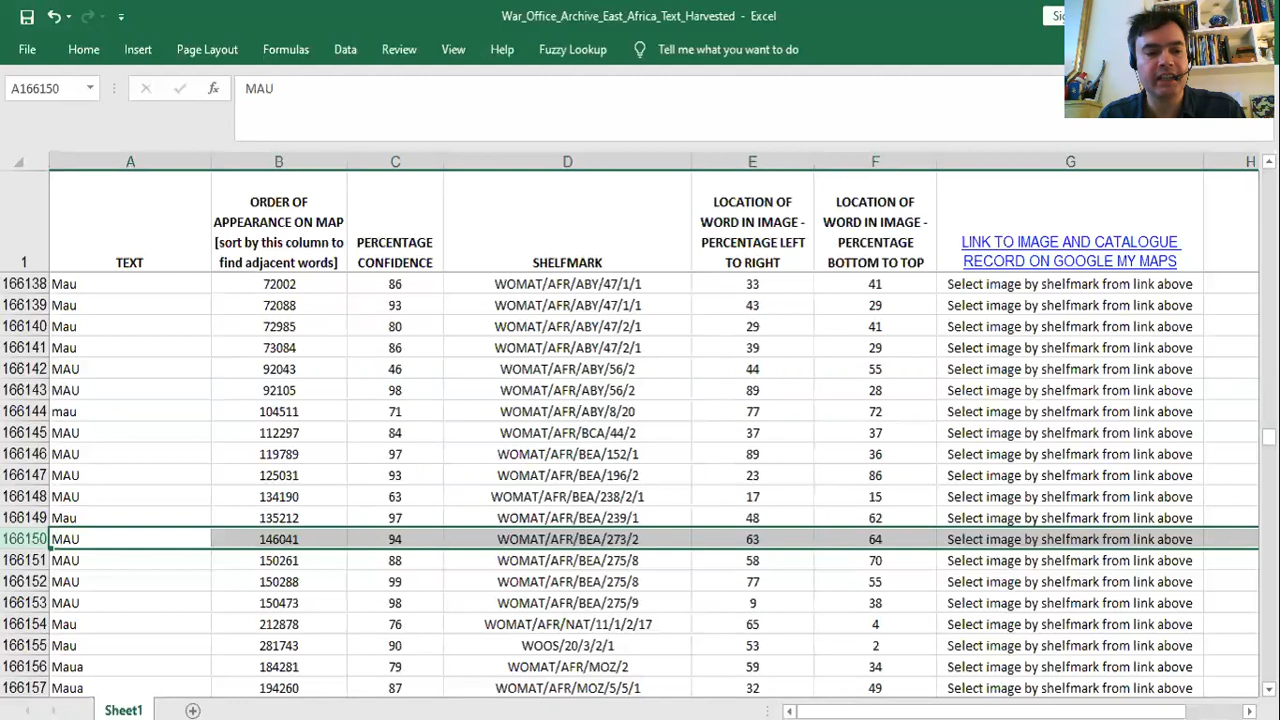 War_Office_Archive_East_Africa_Text_Harvested - Excel
File Home Insert Page Layout Formulas Data Review View Help Fuzzy Lookup Tell me what you want to do
A166150 fx MAU
A B C D E F G H
1 TEXT ORDER OF APPEARANCE ON MAP [sort by this column to find adjacent words] PERCENTAGE CONFIDENCE SHELFMARK LOCATION OF WORD IN IMAGE - PERCENTAGE LEFT TO RIGHT LOCATION OF WORD IN IMAGE - PERCENTAGE BOTTOM TO TOP LINK TO IMAGE AND CATALOGUE RECORD ON GOOGLE MY MAPS
166138 Mau 72002 86 WOMAT/AFR/ABY/47/1/1 33 41 Select image by shelfmark from link above
166139 Mau 72088 93 WOMAT/AFR/ABY/47/1/1 43 29 Select image by shelfmark from link above
166140 Mau 72985 80 WOMAT/AFR/ABY/47/2/1 29 41 Select image by shelfmark from link above
166141 Mau 73084 86 WOMAT/AFR/ABY/47/2/1 39 29 Select image by shelfmark from link above
166142 MAU 92043 46 WOMAT/AFR/ABY/56/2 44 55 Select image by shelfmark from link above
166143 MAU 92105 98 WOMAT/AFR/ABY/56/2 89 28 Select image by shelfmark from link above
166144 mau 104511 71 WOMAT/AFR/ABY/8/20 77 72 Select image by shelfmark from link above
166145 MAU 112297 84 WOMAT/AFR/BCA/44/2 37 37 Select image by shelfmark from link above
166146 MAU 119789 97 WOMAT/AFR/BEA/152/1 89 36 Select image by shelfmark from link above
166147 MAU 125031 93 WOMAT/AFR/BEA/196/2 23 86 Select image by shelfmark from link above
166148 MAU 134190 63 WOMAT/AFR/BEA/238/2/1 17 15 Select image by shelfmark from link above
166149 Mau 135212 97 WOMAT/AFR/BEA/239/1 48 62 Select image by shelfmark from link above
166150 MAU 146041 94 WOMAT/AFR/BEA/273/2 63 64 Select image by shelfmark from link above
166151 MAU 150261 88 WOMAT/AFR/BEA/275/8 58 70 Select image by shelfmark from link above
166152 MAU 150288 99 WOMAT/AFR/BEA/275/8 77 55 Select image by shelfmark from link above
166153 MAU 150473 98 WOMAT/AFR/BEA/275/9 9 38 Select image by shelfmark from link above
166154 Mau 212878 76 WOMAT/AFR/NAT/11/1/2/17 65 4 Select image by shelfmark from link above
166155 Mau 281743 90 WOOS/20/3/2/1 53 2 Select image by shelfmark from link above
166156 Maua 184281 79 WOMAT/AFR/MOZ/2 59 34 Select image by shelfmark from link above
166157 Maua 194260 87 WOMAT/AFR/MOZ/5/5/1 32 49 Select image by shelfmark from link above
Sheet1